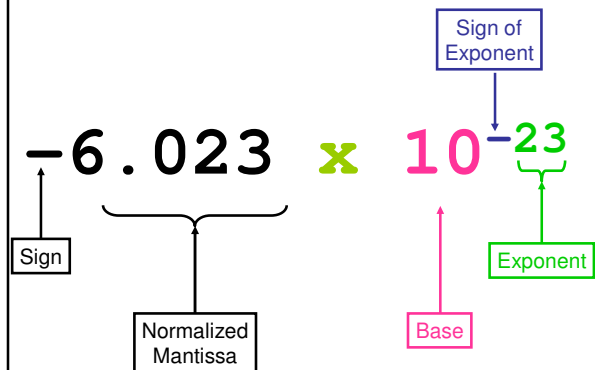 Sign of
Exponent
-6.023 x 10-23
Sign
Exponent
Normalized
Mantissa
Base